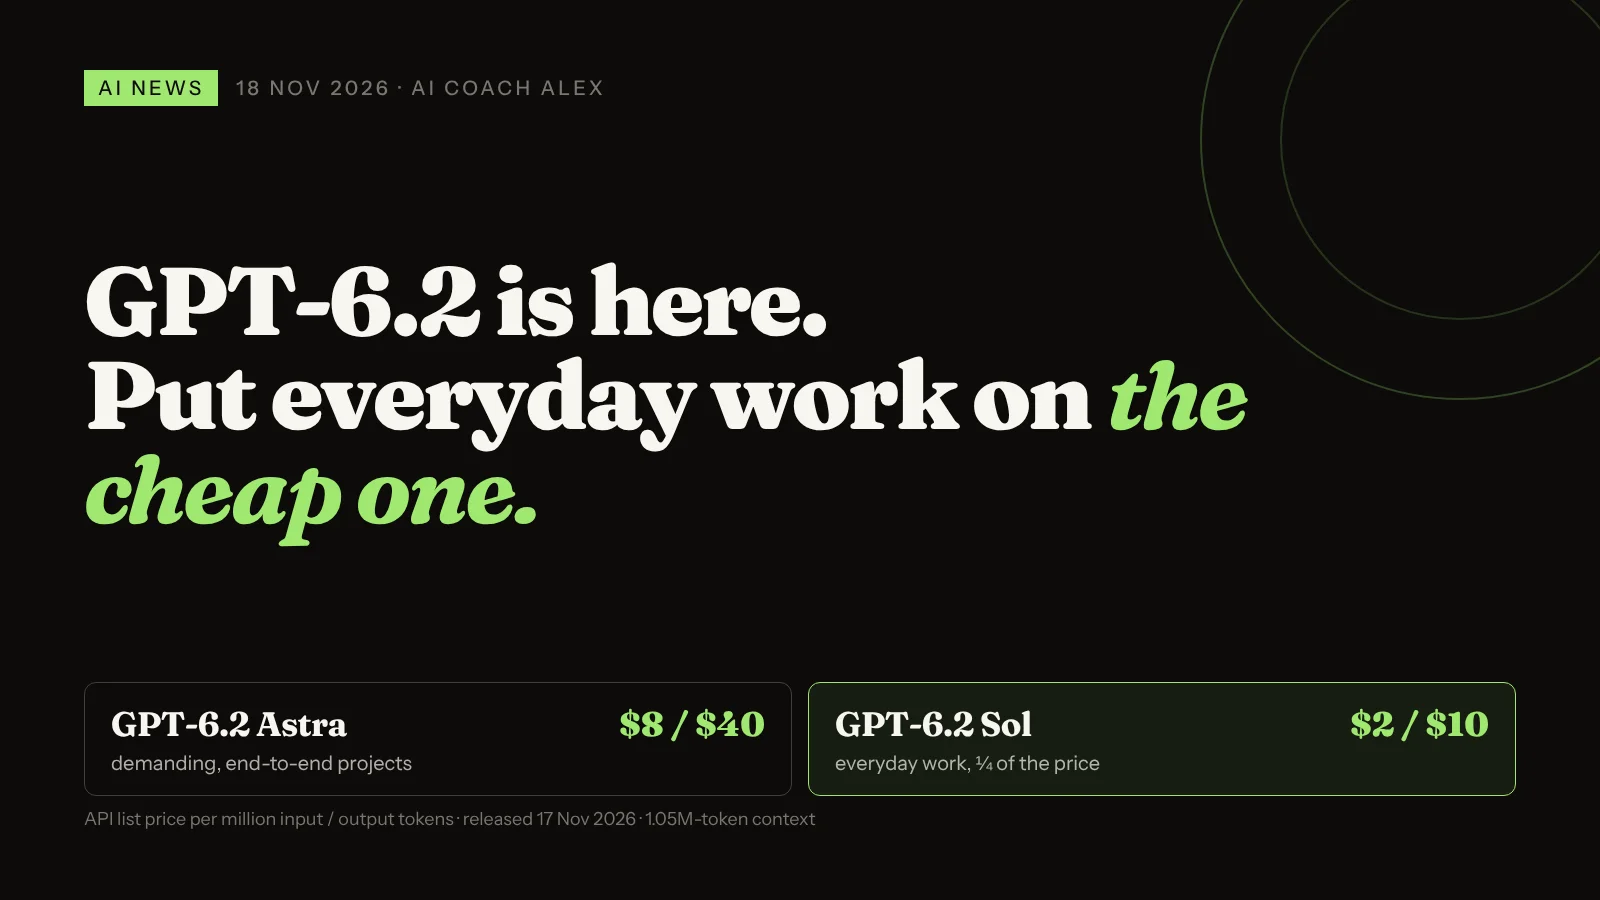 AI NEWS 18 NOV 2026 · AI COACH ALEX
GPT-6.2 is here.
Put everyday work on the
cheap one.
GPT-6.2 Astra $8 / $40
demanding, end-to-end projects
GPT-6.2 Sol $2 / $10
everyday work, ¼ of the price
API list price per million input / output tokens · released 17 Nov 2026 · 1.05M-token context